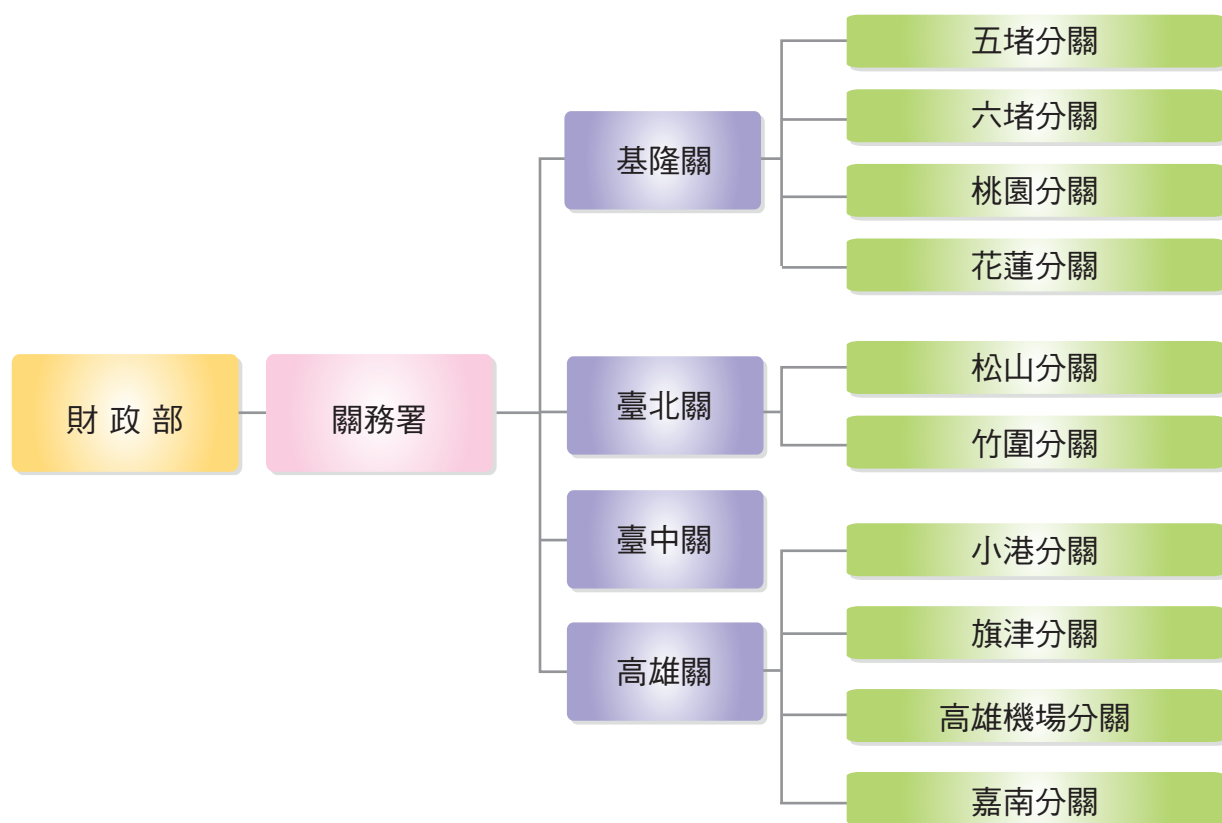 財政部
關務署
基隆關
五堵分關
六堵分關
桃園分關
花蓮分關
臺北關
松山分關
竹圍分關
臺中關
高雄關
小港分關
旗津分關
高雄機場分關
嘉南分關